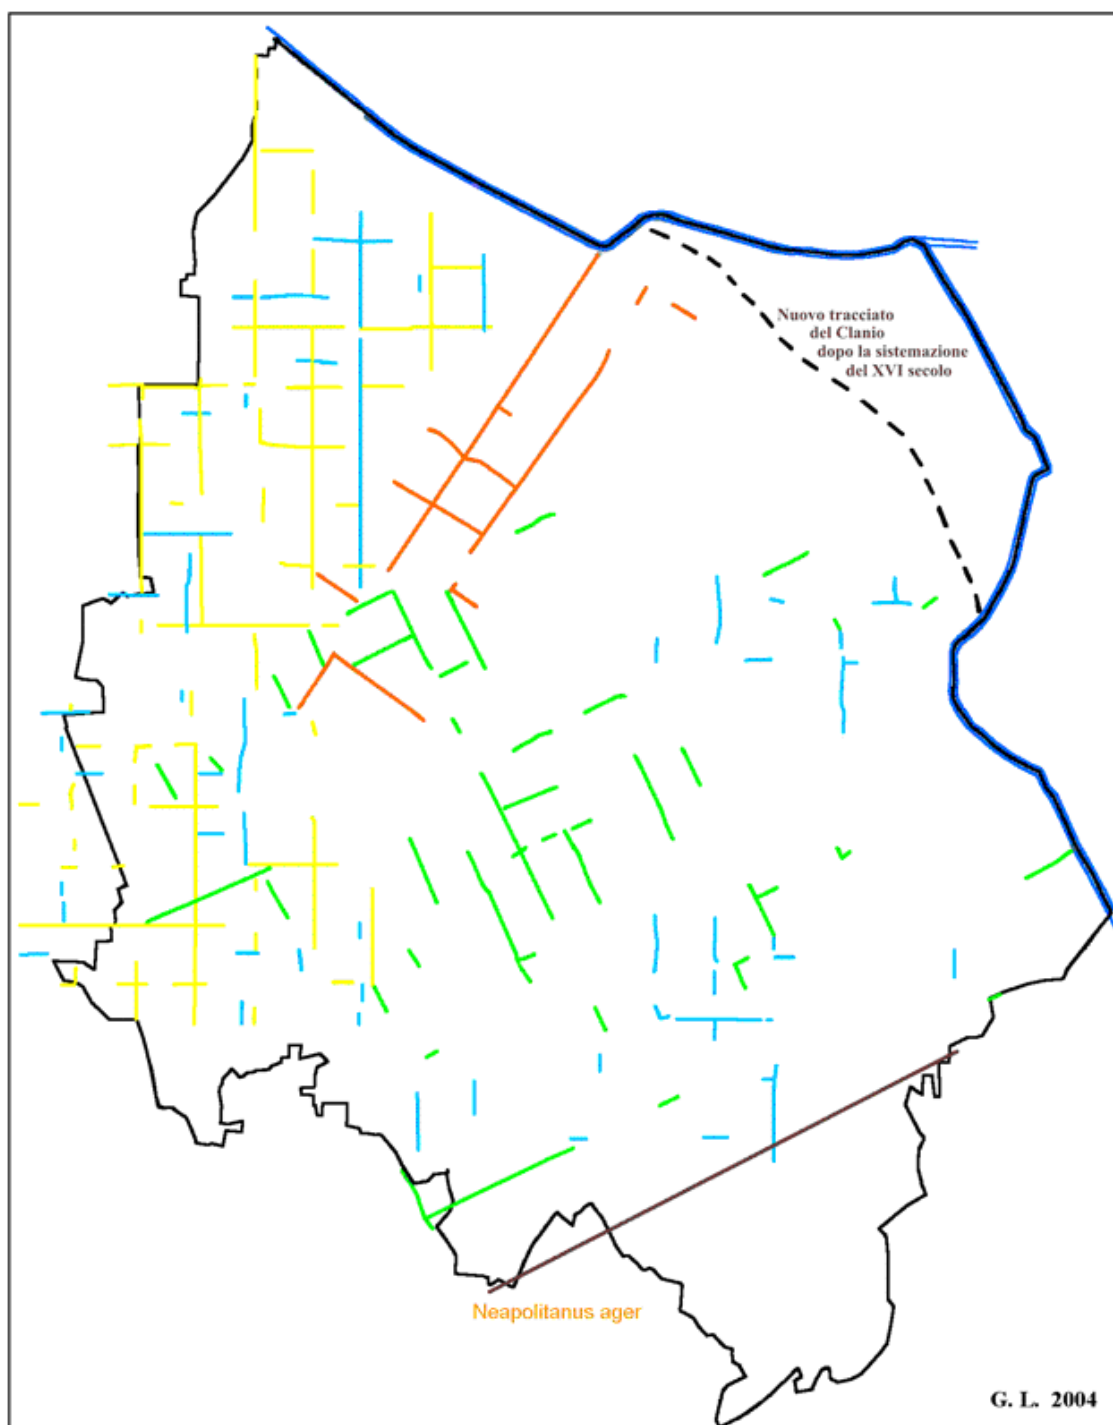 Nuovo tracciato
del Clanio
dopo la sistemazione
del XVI secolo
Neapolitanus ager
G. L. 2004